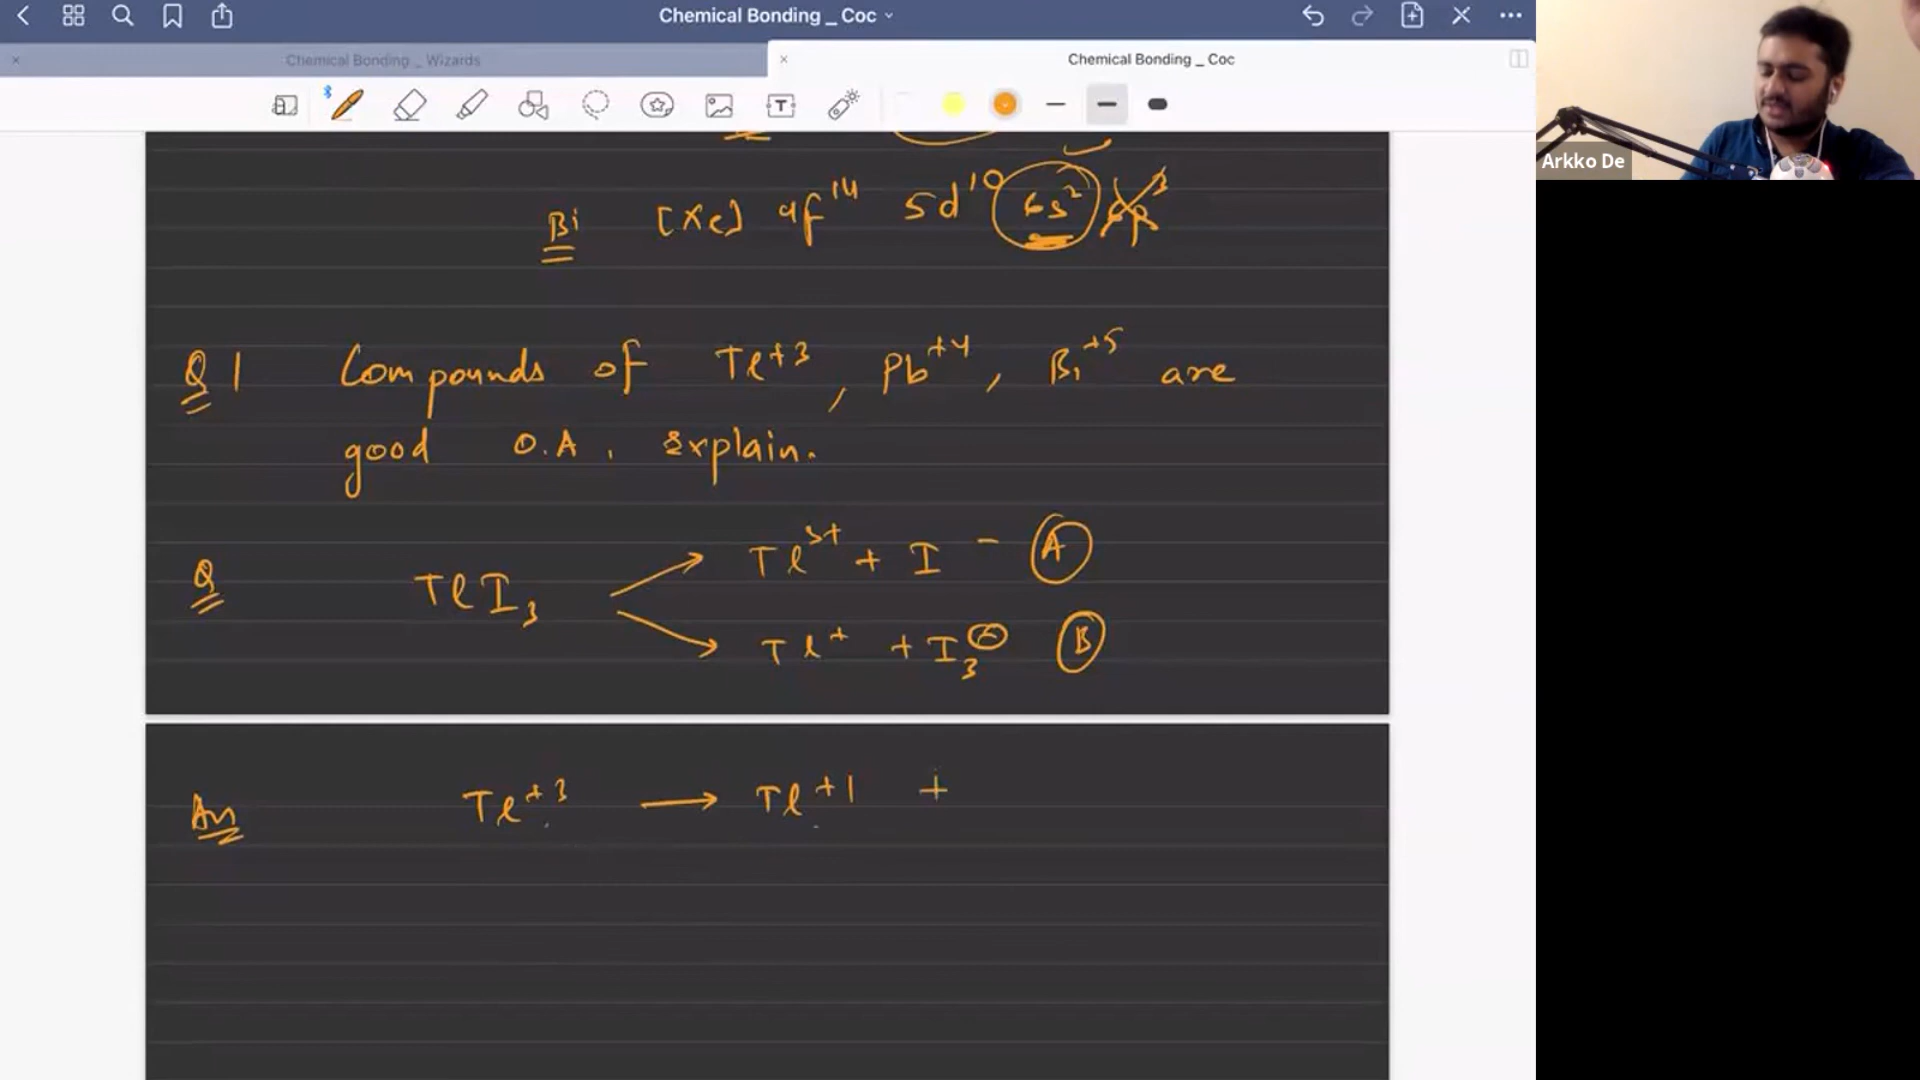 Chemical Bonding _ Coc
Chemical Bonding _ Wizards
Chemical Bonding _ Coc
Arkko De
Bi [Xe] 4f¹⁴ 5d¹⁰ 6s²
Q1 Compounds of Tl⁺³, Pb⁺⁴, Bi⁺⁵ are
good O.A. Explain.
Tl³⁺ + I⁻ A
Q TlI₃
Tl⁺ + I₃⊖ B
An Tl⁺³ → Tl⁺¹ +